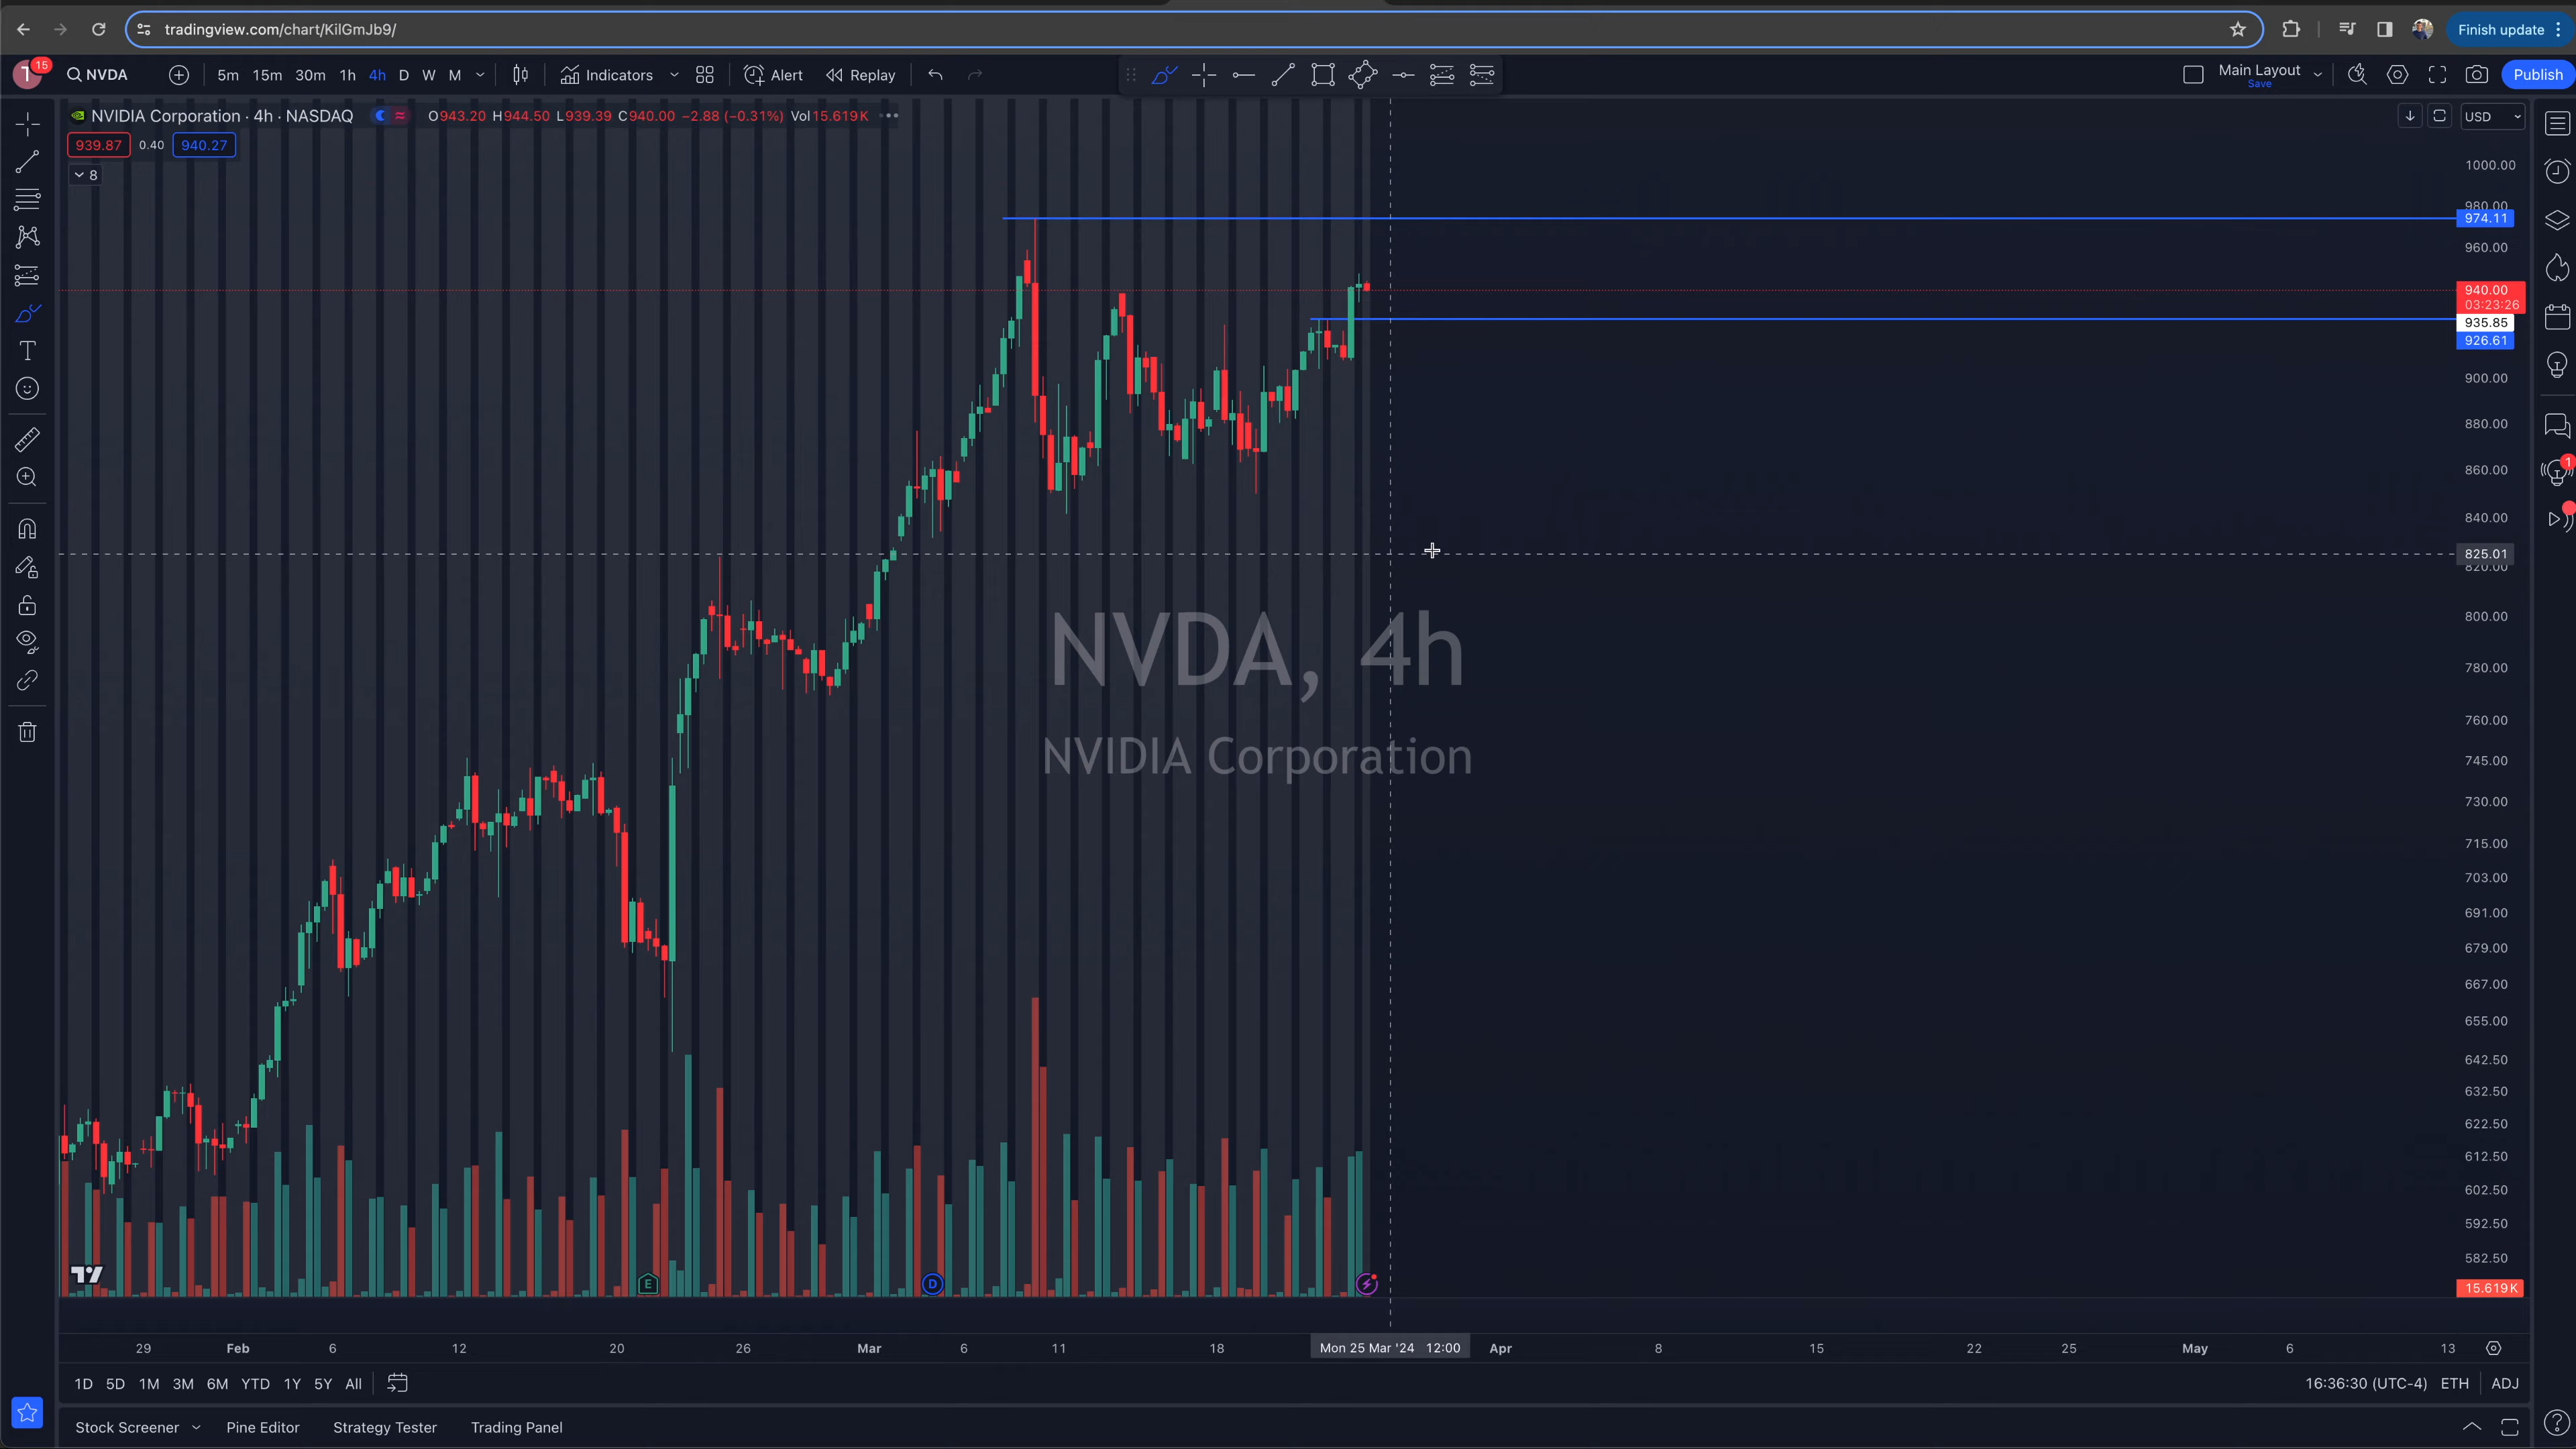 tradingview.com/chart/KilGmJb9/
Finish update
T 15 NVDA 5m 15m 30m 1h 4h D W M Indicators Alert Replay Main Layout Save Publish
NVIDIA Corporation · 4h · NASDAQ O943.20 H944.50 L939.39 C940.00 −2.88 (−0.31%) Vol15.619K
USD
939.87 0.40 940.27
8
1000.00
980.00
974.11
960.00
940.00
03:23:26
935.85
926.61
900.00
880.00
860.00
840.00
825.01
820.00
800.00
780.00
760.00
745.00
730.00
715.00
703.00
691.00
679.00
667.00
655.00
642.50
632.50
622.50
612.50
602.50
592.50
582.50
15.619K
1
NVDA, 4h
NVIDIA Corporation
E D
29 Feb 6 12 20 26 Mar 6 11 18 Mon 25 Mar '24 12:00 Apr 8 15 22 25 May 6 13
1D 5D 1M 3M 6M YTD 1Y 5Y All 16:36:30 (UTC-4) ETH ADJ
Stock Screener Pine Editor Strategy Tester Trading Panel